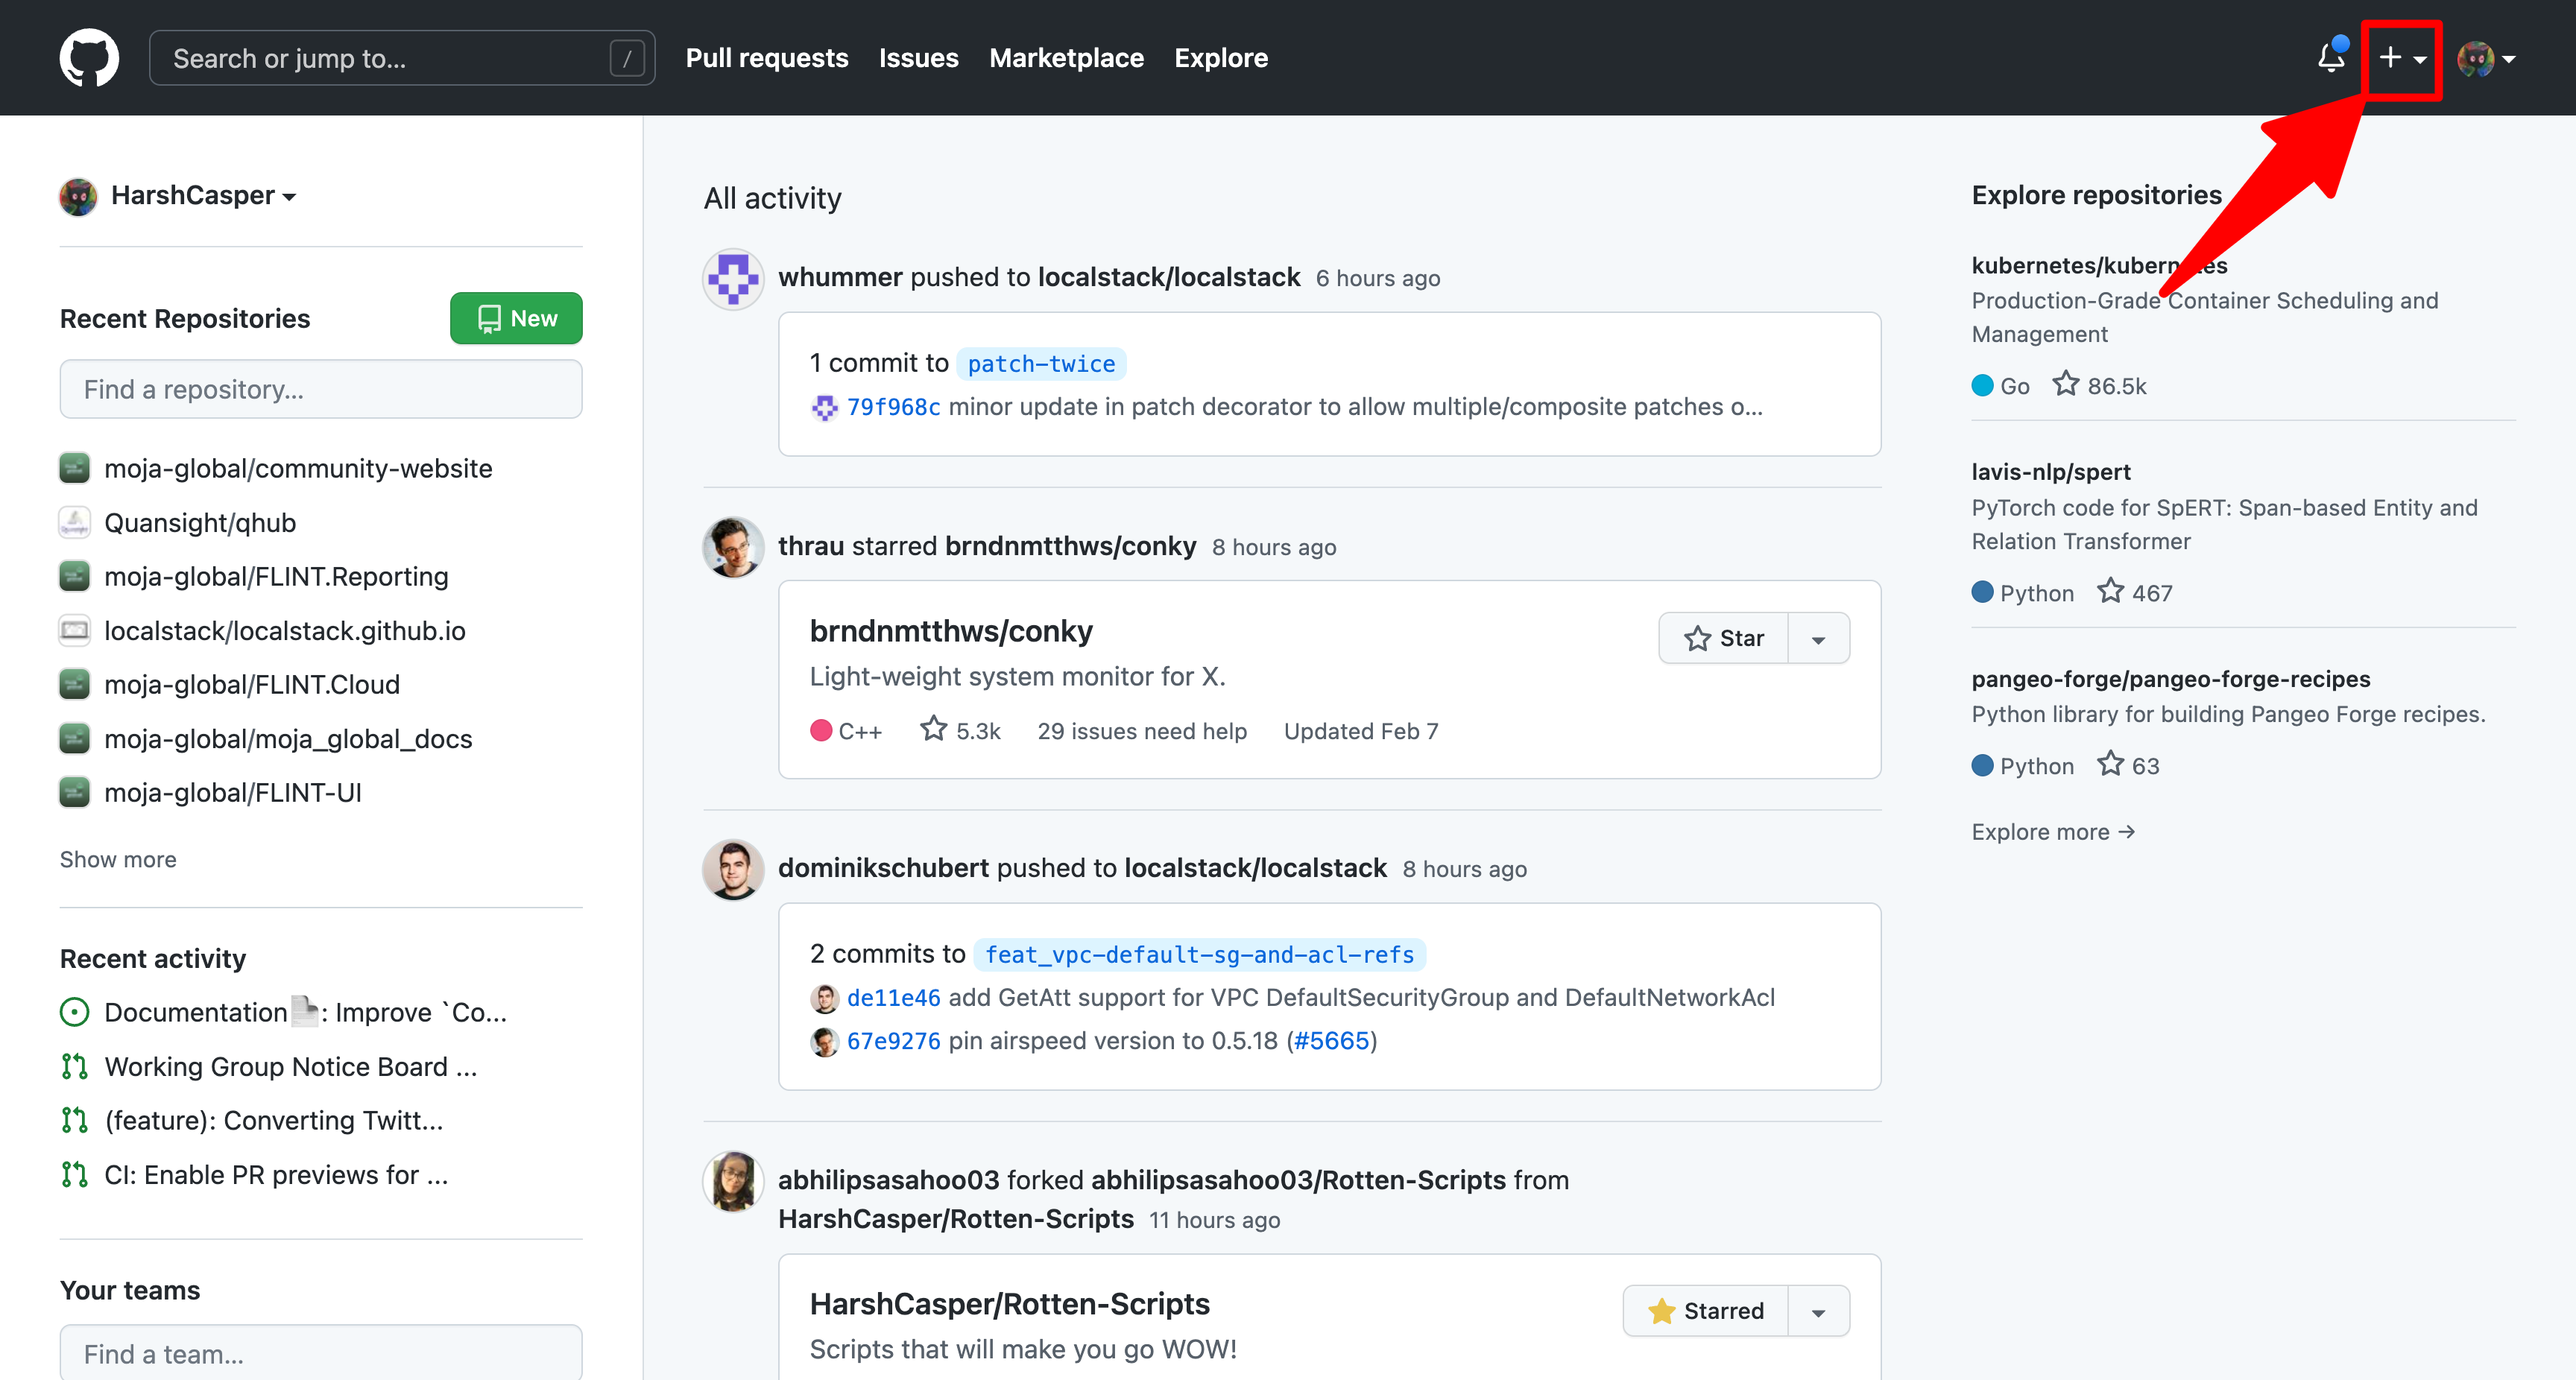 Search or jump to...
/
Pull requests
Issues
Marketplace
Explore
HarshCasper
Recent Repositories
New
Find a repository...
moja-global/community-website
Quansight/qhub
moja-global/FLINT.Reporting
localstack/localstack.github.io
moja-global/FLINT.Cloud
moja-global/moja_global_docs
moja-global/FLINT-UI
Show more
Recent activity
Documentation📄: Improve `Co...
Working Group Notice Board ...
(feature): Converting Twitt...
CI: Enable PR previews for ...
Your teams
Find a team...
All activity
whummer pushed to localstack/localstack 6 hours ago
1 commit to patch-twice
79f968c minor update in patch decorator to allow multiple/composite patches o...
thrau starred brndnmtthws/conky 8 hours ago
brndnmtthws/conky
Star
Light-weight system monitor for X.
C++ 5.3k 29 issues need help Updated Feb 7
dominikschubert pushed to localstack/localstack 8 hours ago
2 commits to feat_vpc-default-sg-and-acl-refs
de11e46 add GetAtt support for VPC DefaultSecurityGroup and DefaultNetworkAcl
67e9276 pin airspeed version to 0.5.18 (#5665)
abhilipsasahoo03 forked abhilipsasahoo03/Rotten-Scripts from
HarshCasper/Rotten-Scripts 11 hours ago
HarshCasper/Rotten-Scripts
Starred
Scripts that will make you go WOW!
Explore repositories
kubernetes/kubernetes
Production-Grade Container Scheduling and
Management
Go 86.5k
lavis-nlp/spert
PyTorch code for SpERT: Span-based Entity and
Relation Transformer
Python 467
pangeo-forge/pangeo-forge-recipes
Python library for building Pangeo Forge recipes.
Python 63
Explore more →